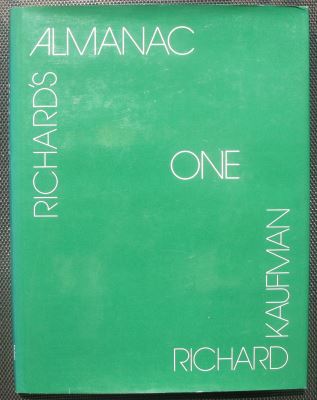 RICHARD'S
ALMANAC
ONE
RICHARD
KAUFMAN